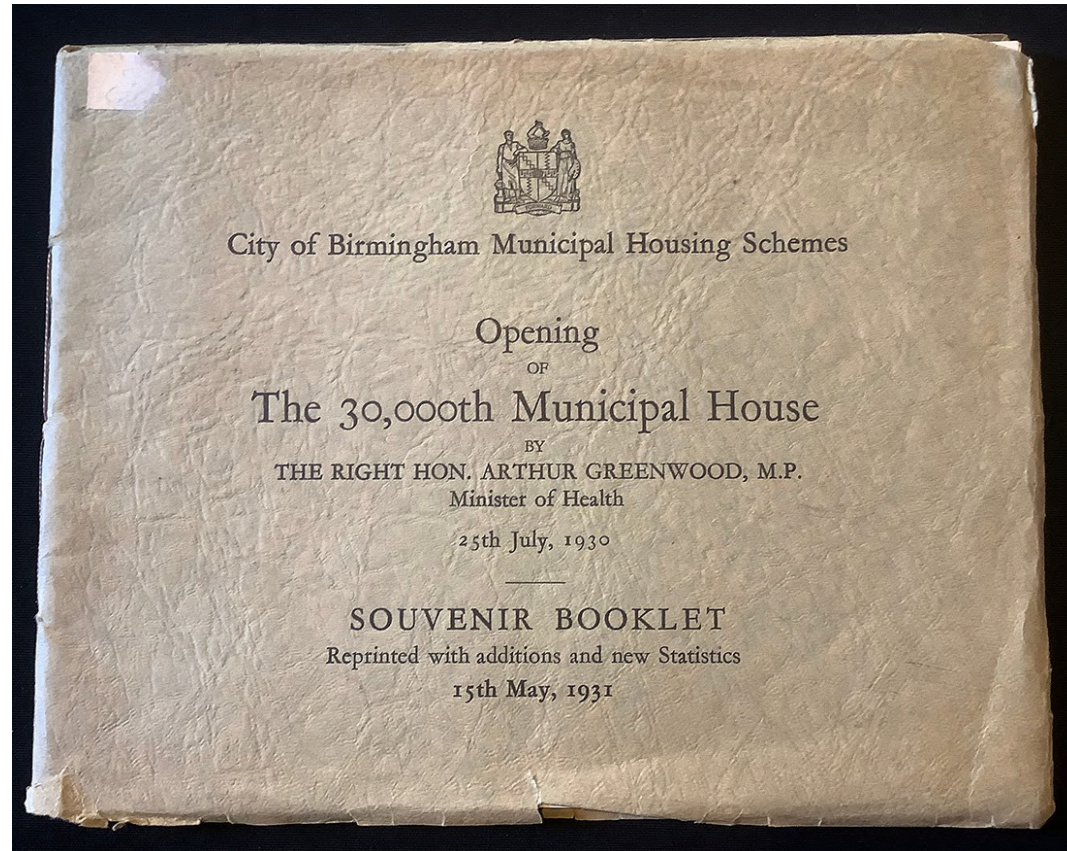 City of Birmingham Municipal Housing Schemes
Opening
OF
The 30,000th Municipal House
BY
THE RIGHT HON. ARTHUR GREENWOOD, M.P.
Minister of Health
25th July, 1930
SOUVENIR BOOKLET
Reprinted with additions and new Statistics
15th May, 1931